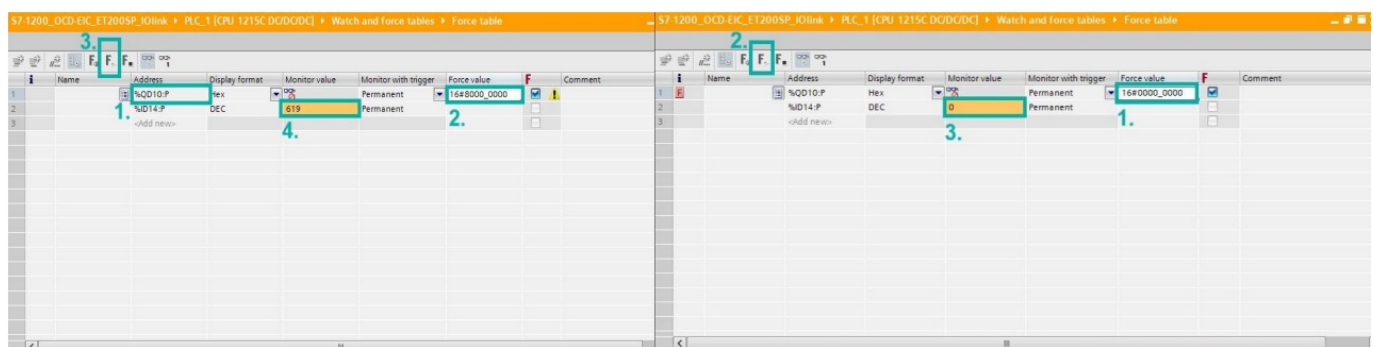 S7-1200_OCD-EIC_ET200SP_IOlink ▸ PLC_1 [CPU 1215C DC/DC/DC] ▸ Watch and force tables ▸ Force table
3.
i Name Address Display format Monitor value Monitor with trigger Force value F Comment
1 %QD10:P Hex Permanent 16#8000_0000
2 %ID14:P DEC 619 Permanent
3 <Add new>
1.
2.
4.
S7-1200_OCD-EIC_ET200SP_IOlink ▸ PLC_1 [CPU 1215C DC/DC/DC] ▸ Watch and force tables ▸ Force table
2.
i Name Address Display format Monitor value Monitor with trigger Force value F Comment
1 F %QD10:P Hex Permanent 16#0000_0000
2 %ID14:P DEC 0 Permanent
3 <Add new>
1.
3.